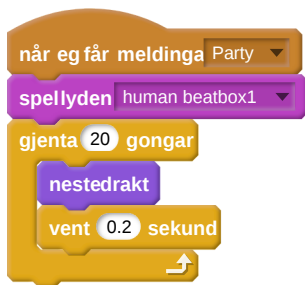 når eg får meldinga Party
spel lyden human beatbox1
gjenta 20 gongar
neste drakt
vent 0.2 sekund